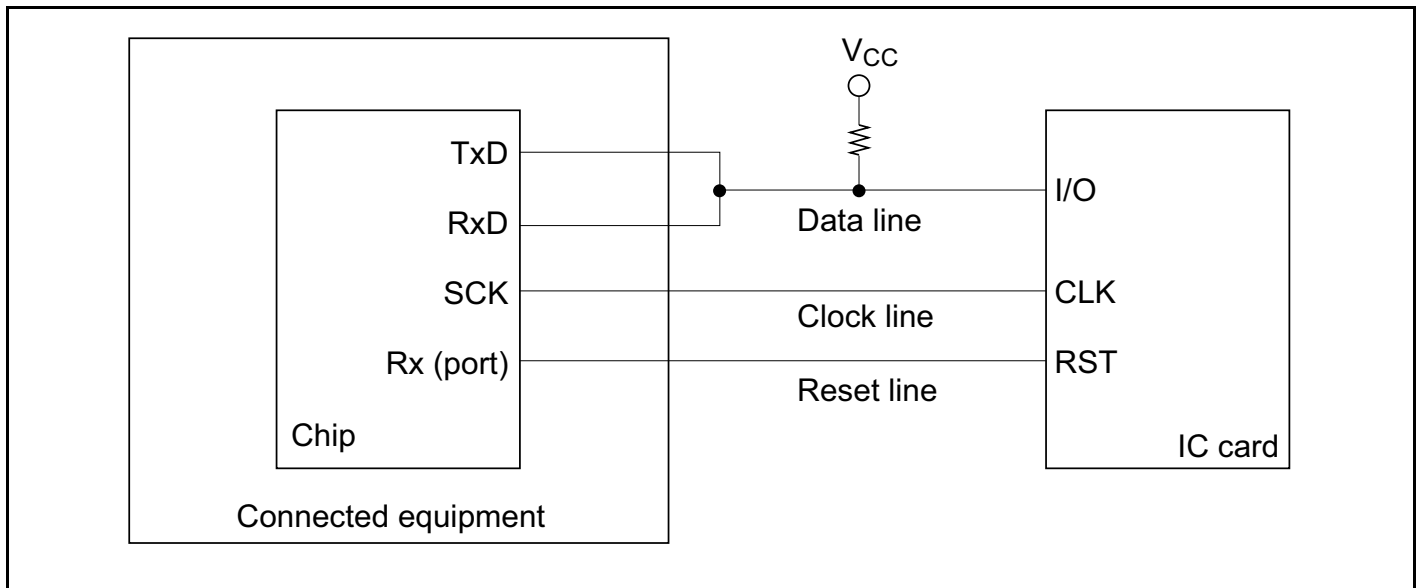 VCC
TxD
I/O
RxD
Data line
SCK
CLK
Clock line
Rx (port)
RST
Reset line
Chip
IC card
Connected equipment